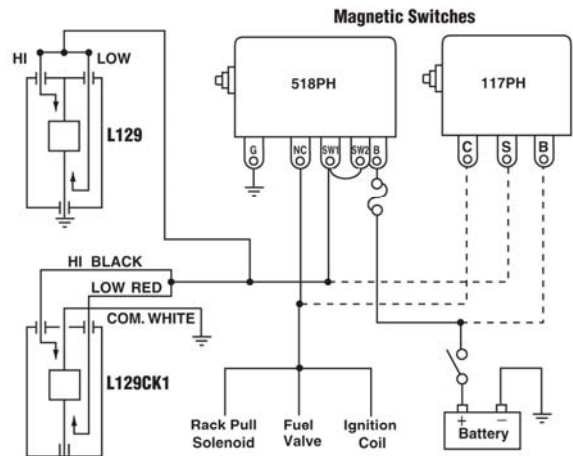 Magnetic Switches
HI
LOW
L129
518PH
G
NC
SW1
SW2
B
117PH
C
S
B
HI BLACK
LOW RED
COM. WHITE
L129CK1
Rack Pull
Solenoid
Fuel
Valve
Ignition
Coil
+
−
Battery